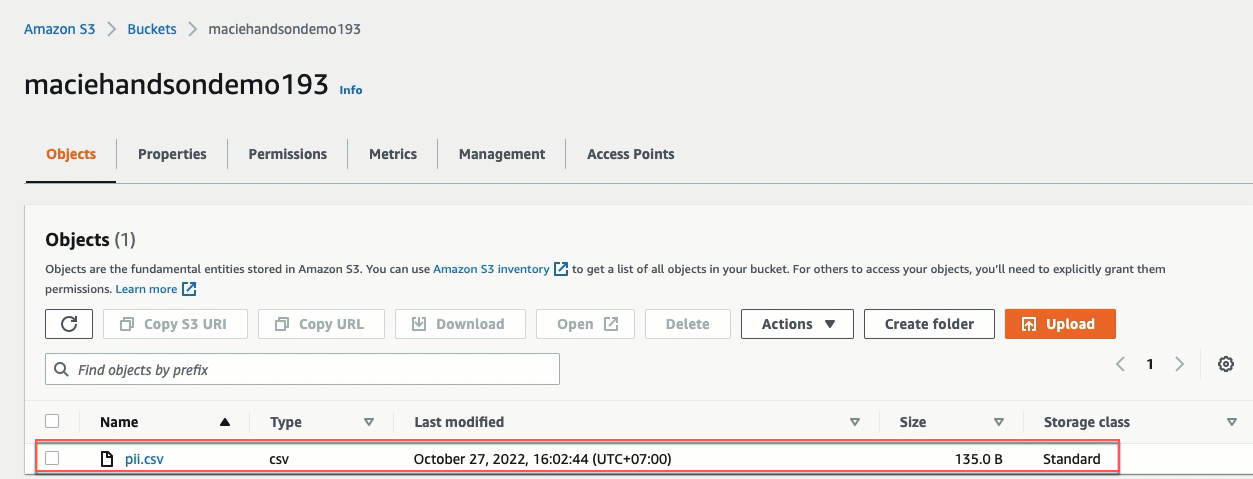 Amazon S3 > Buckets > maciehandsondemo193
maciehandsondemo193 Info
Objects Properties Permissions Metrics Management Access Points
Objects (1)
Objects are the fundamental entities stored in Amazon S3. You can use Amazon S3 inventory to get a list of all objects in your bucket. For others to access your objects, you'll need to explicitly grant them
permissions. Learn more
Copy S3 URI Copy URL Download Open Delete Actions Create folder Upload
Find objects by prefix 1
Name Type Last modified Size Storage class
pii.csv csv October 27, 2022, 16:02:44 (UTC+07:00) 135.0 B Standard